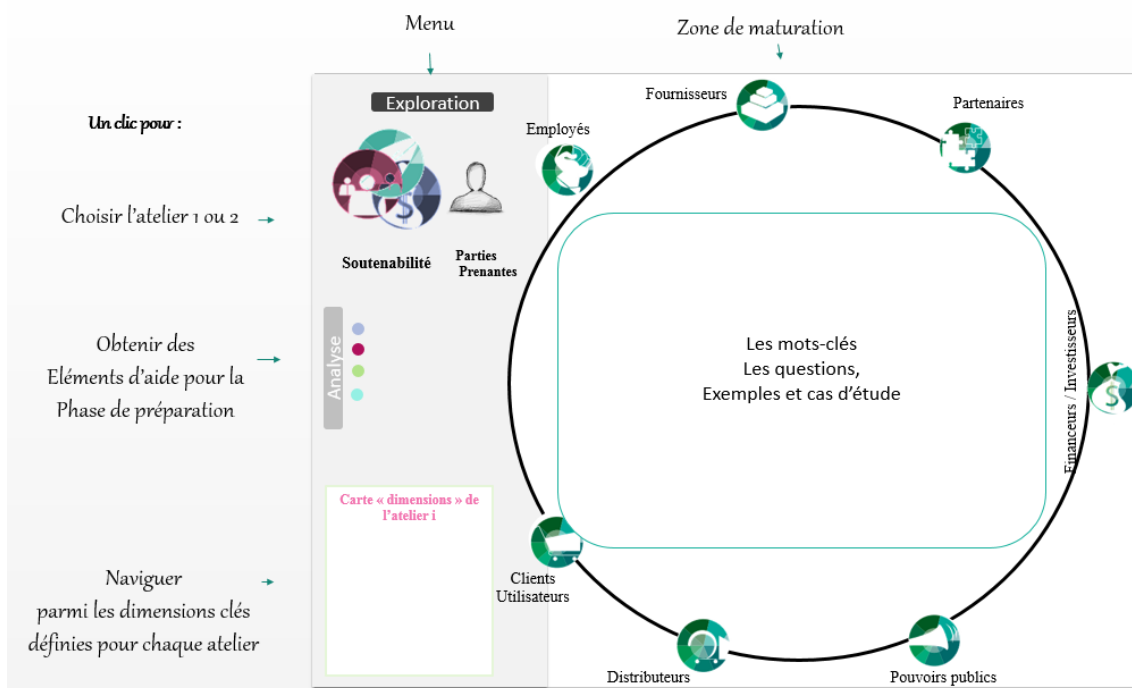 Menu
Zone de maturation
Un clic pour :
Choisir l'atelier 1 ou 2
Obtenir des
Eléments d'aide pour la
Phase de préparation
Naviguer
parmi les dimensions clés
définies pour chaque atelier
Exploration
Soutenabilité
Parties
Prenantes
Analyse
Carte « dimensions » de
l'atelier i
Employés
Fournisseurs
Partenaires
Financeurs / Investisseurs
Les mots-clés
Les questions,
Exemples et cas d'étude
Clients
Utilisateurs
Distributeurs
Pouvoirs publics